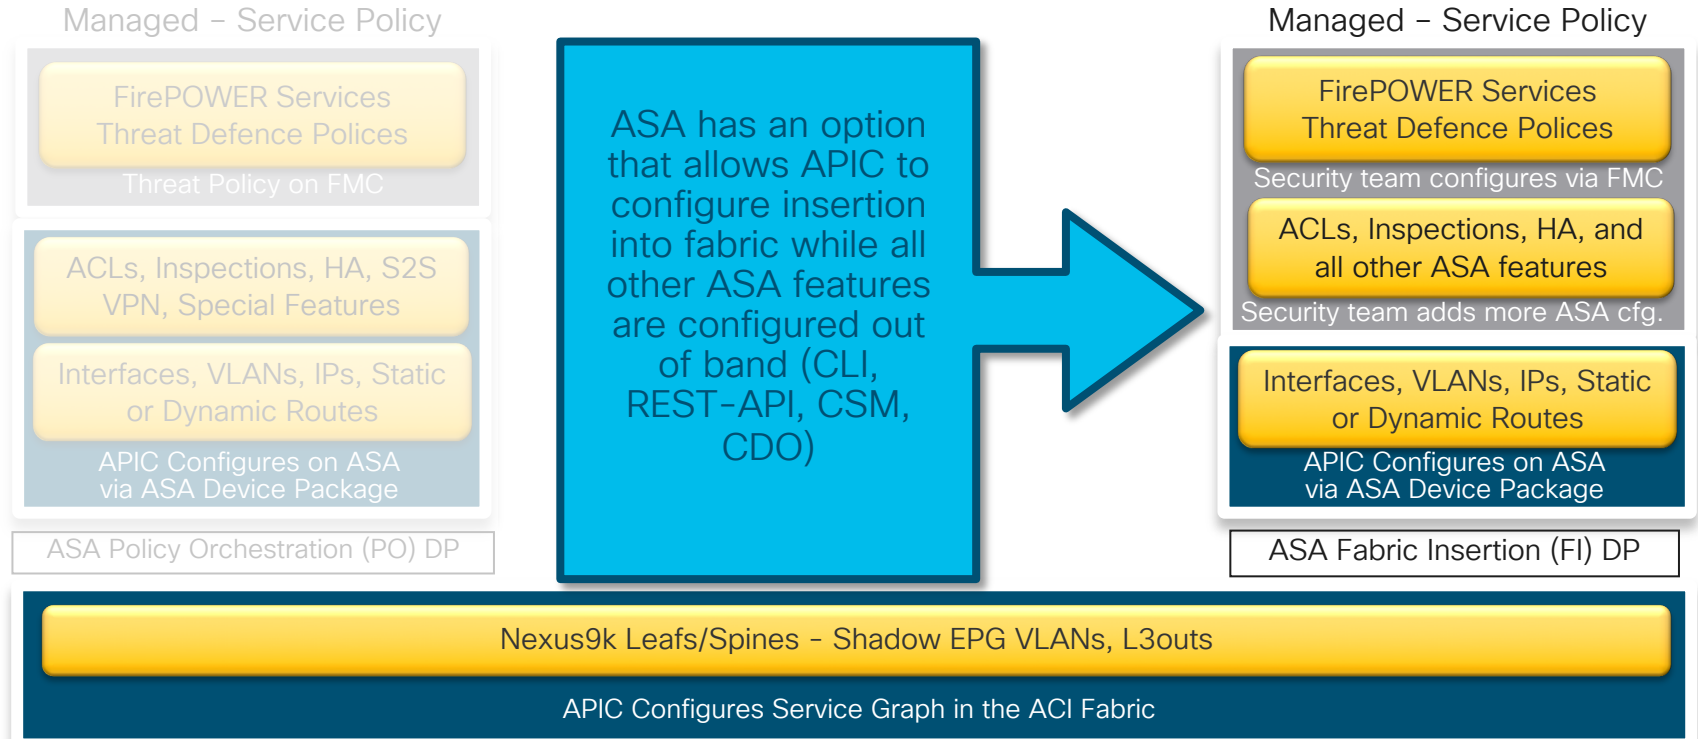 Managed - Service Policy
FirePOWER Services
Threat Defence Polices
Threat Policy on FMC
ACLs, Inspections, HA, S2S
VPN, Special Features
Interfaces, VLANs, IPs, Static
or Dynamic Routes
APIC Configures on ASA
via ASA Device Package
ASA Policy Orchestration (PO) DP
ASA has an option
that allows APIC to
configure insertion
into fabric while all
other ASA features
are configured out
of band (CLI,
REST-API, CSM,
CDO)
Managed - Service Policy
FirePOWER Services
Threat Defence Polices
Security team configures via FMC
ACLs, Inspections, HA, and
all other ASA features
Security team adds more ASA cfg.
Interfaces, VLANs, IPs, Static
or Dynamic Routes
APIC Configures on ASA
via ASA Device Package
ASA Fabric Insertion (FI) DP
Nexus9k Leafs/Spines - Shadow EPG VLANs, L3outs
APIC Configures Service Graph in the ACI Fabric